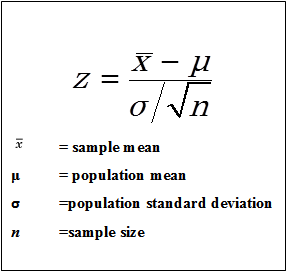 z = (x̄ − μ) / (σ/√n)
x̄ = sample mean
μ = population mean
σ =population standard deviation
n =sample size